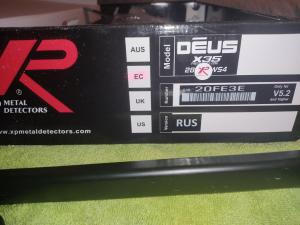 XP
®
METAL
DETECTORS
www.xpmetaldetectors.com
AUS
EC
UK
US
Model
DEUS
X35
28 WS4
Number
20FE3E
Only for
V5.2
and higher
Version
RUS